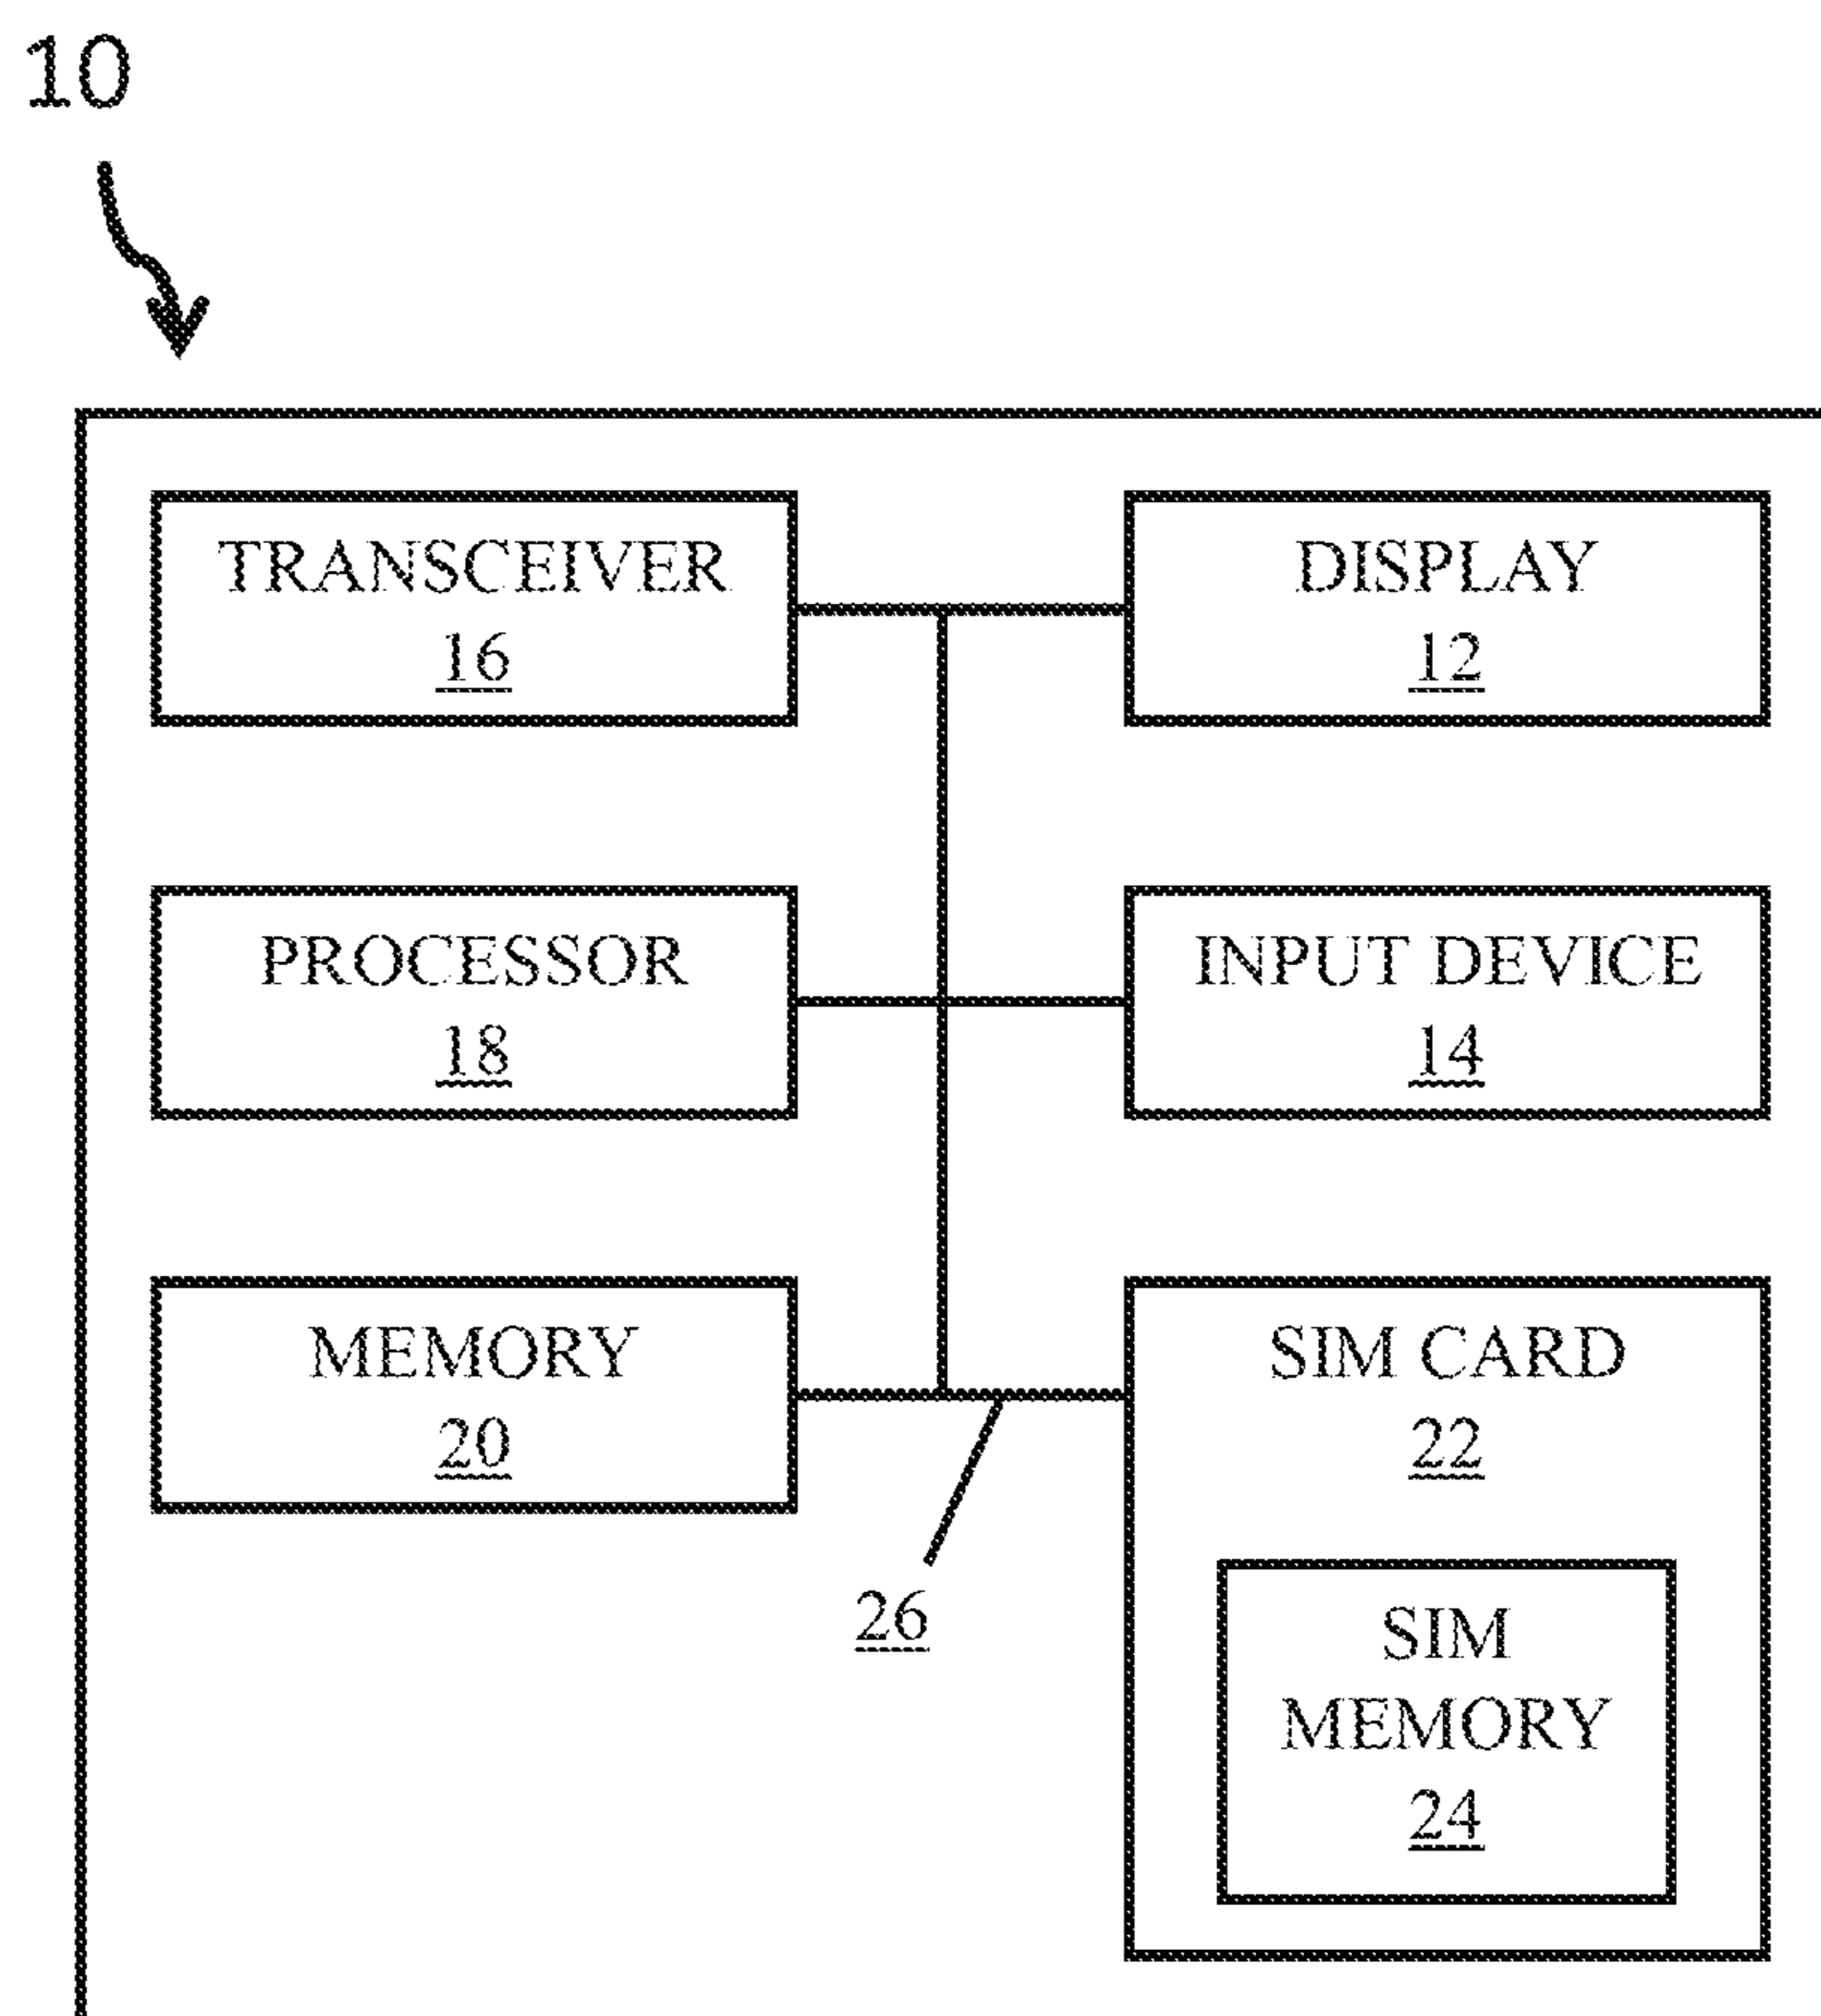 10
TRANSCEIVER
16
DISPLAY
12
PROCESSOR
18
INPUT DEVICE
14
MEMORY
20
SIM CARD
22
26
SIM
MEMORY
24